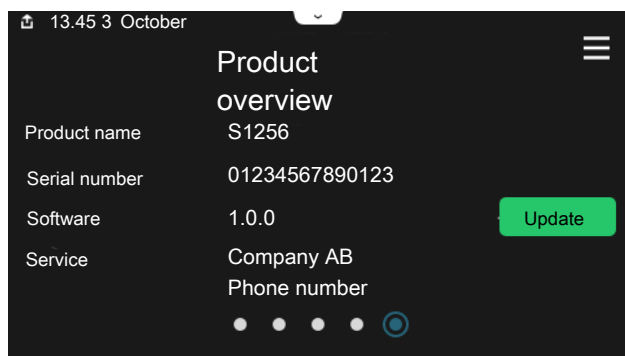 13.45 3 October
Product
overview
Product name S1256
Serial number 01234567890123
Software 1.0.0 Update
Service Company AB
Phone number